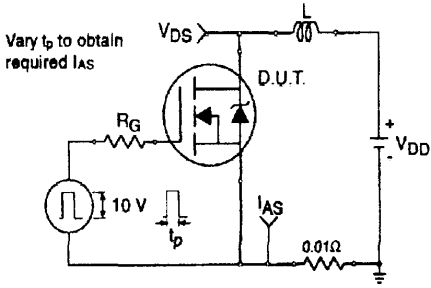 Vary tp to obtain
required IAS
VDS
L
D.U.T.
RG
+
VDD
-
10 V
tp
IAS
0.01Ω